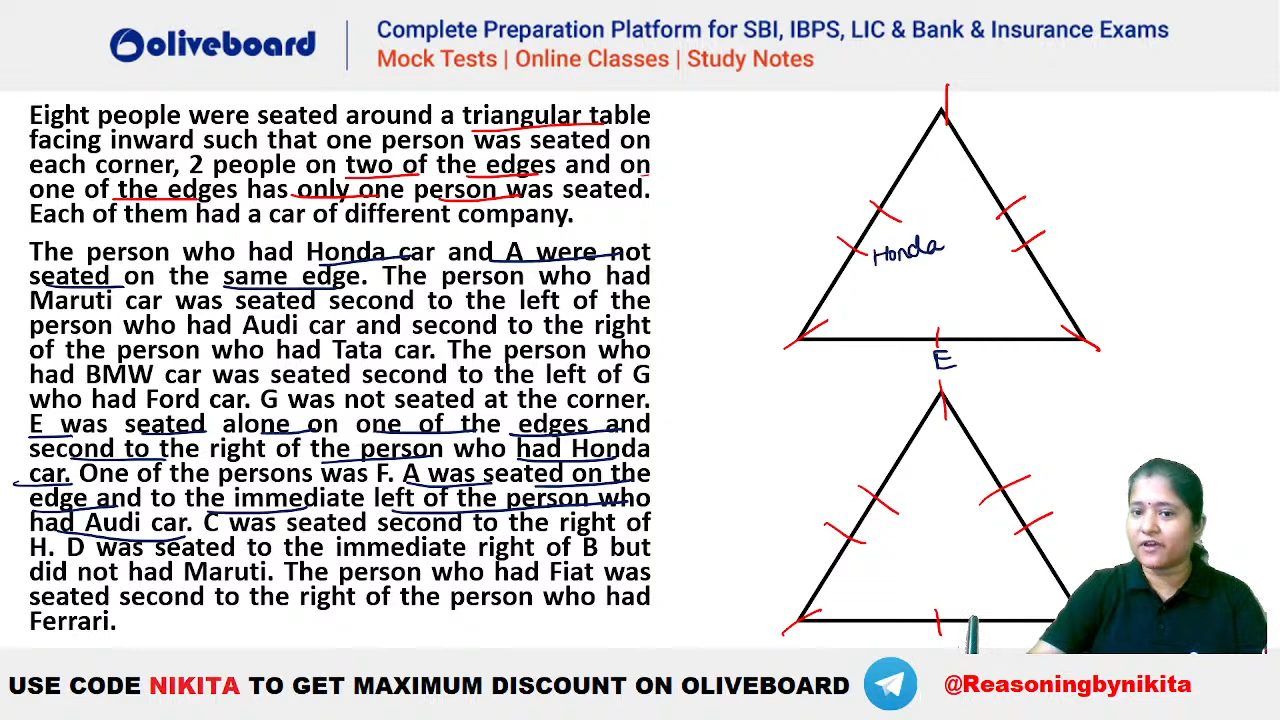 oliveboard
Complete Preparation Platform for SBI, IBPS, LIC & Bank & Insurance Exams
Mock Tests | Online Classes | Study Notes
Eight people were seated around a triangular table
facing inward such that one person was seated on
each corner, 2 people on two of the edges and on
one of the edges has only one person was seated.
Each of them had a car of different company.
The person who had Honda car and A were not
seated on the same edge. The person who had
Maruti car was seated second to the left of the
person who had Audi car and second to the right
of the person who had Tata car. The person who
had BMW car was seated second to the left of G
who had Ford car. G was not seated at the corner.
E was seated alone on one of the edges and
second to the right of the person who had Honda
car. One of the persons was F. A was seated on the
edge and to the immediate left of the person who
had Audi car. C was seated second to the right of
H. D was seated to the immediate right of B but
did not had Maruti. The person who had Fiat was
seated second to the right of the person who had
Ferrari.
Honda
E
USE CODE NIKITA TO GET MAXIMUM DISCOUNT ON OLIVEBOARD
@Reasoningbynikita